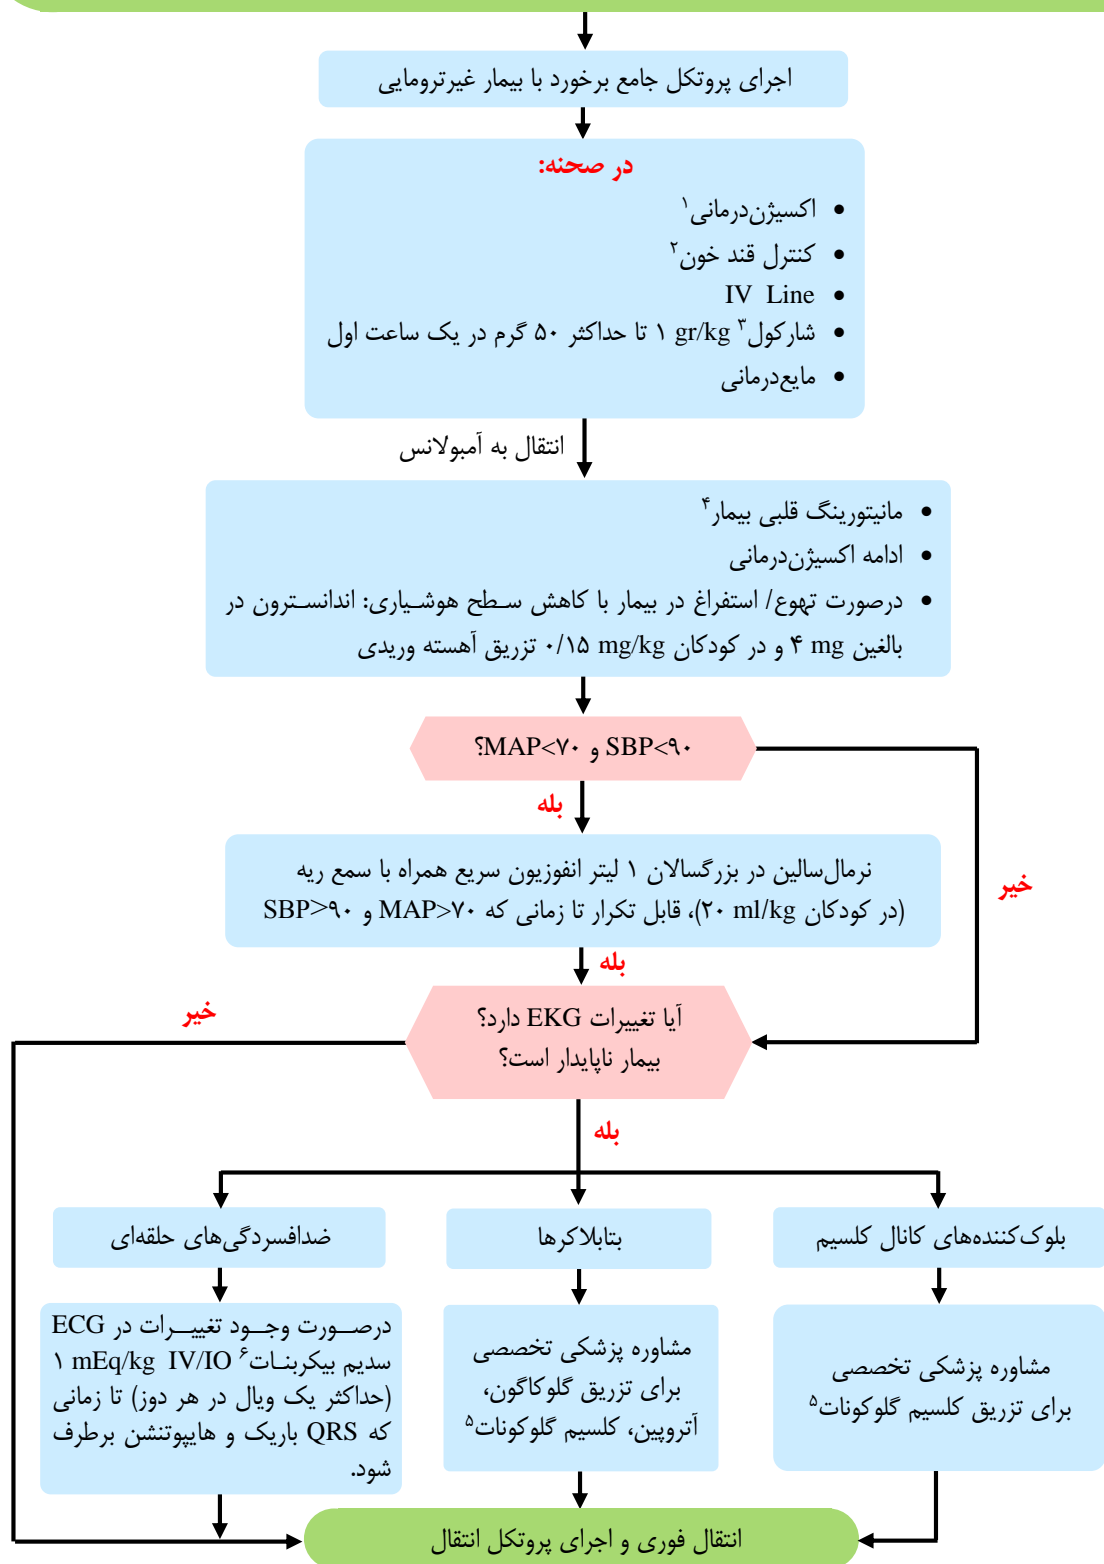 اجرای پروتکل جامع برخورد با بیمار غیرترومایی
در صحنه:
• اکسیژن‌درمانی۱
• کنترل قند خون۲
• IV Line
• شارکول۳ ۱ gr/kg تا حداکثر ۵۰ گرم در یک ساعت اول
• مایع‌درمانی
انتقال به آمبولانس
• مانیتورینگ قلبی بیمار۴
• ادامه اکسیژن‌درمانی
• درصورت تهوع/ استفراغ در بیمار با کاهش سطح هوشیاری: اندانسترون در
بالغین ۴ mg و در کودکان ۰/۱۵ mg/kg تزریق آهسته وریدی
SBP<۹۰ و MAP<۷۰؟
بله
خیر
نرمال‌سالین در بزرگسالان ۱ لیتر انفوزیون سریع همراه با سمع ریه
(در کودکان ۲۰ ml/kg)، قابل تکرار تا زمانی که MAP>۷۰ و SBP>۹۰
بله
آیا تغییرات EKG دارد؟
بیمار ناپایدار است؟
خیر
بله
بلوک‌کننده‌های کانال کلسیم
مشاوره پزشکی تخصصی
برای تزریق کلسیم گلوکونات۵
بتابلاکرها
مشاوره پزشکی تخصصی
برای تزریق گلوکاگون،
آتروپین، کلسیم گلوکونات۵
ضدافسردگی‌های حلقه‌ای
درصورت وجود تغییرات در ECG
سدیم بیکربنات۶ ۱ mEq/kg IV/IO
(حداکثر یک ویال در هر دوز) تا زمانی
که QRS باریک و هایپوتنشن برطرف
شود.
انتقال فوری و اجرای پروتکل انتقال